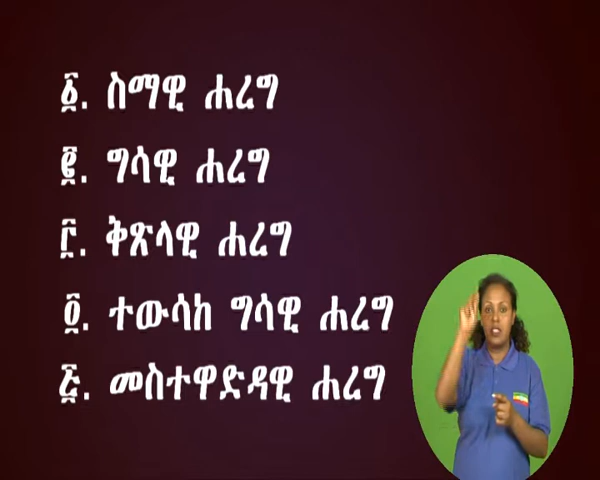 ፩. ስማዊ ሐረግ
፪. ግሳዊ ሐረግ
፫. ቅጽላዊ ሐረግ
፬. ተውሳከ ግሳዊ ሐረግ
፭. መስተዋድዳዊ ሐረግ